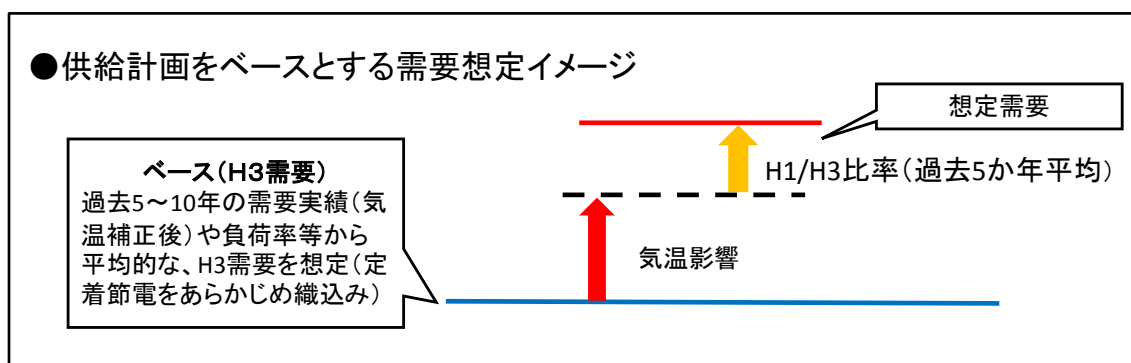 ●供給計画をベースとする需要想定イメージ
想定需要
ベース（H3需要）
過去5～10年の需要実績（気
温補正後）や負荷率等から
平均的な、H3需要を想定（定
着節電をあらかじめ織込み）
H1/H3比率（過去5か年平均）
気温影響